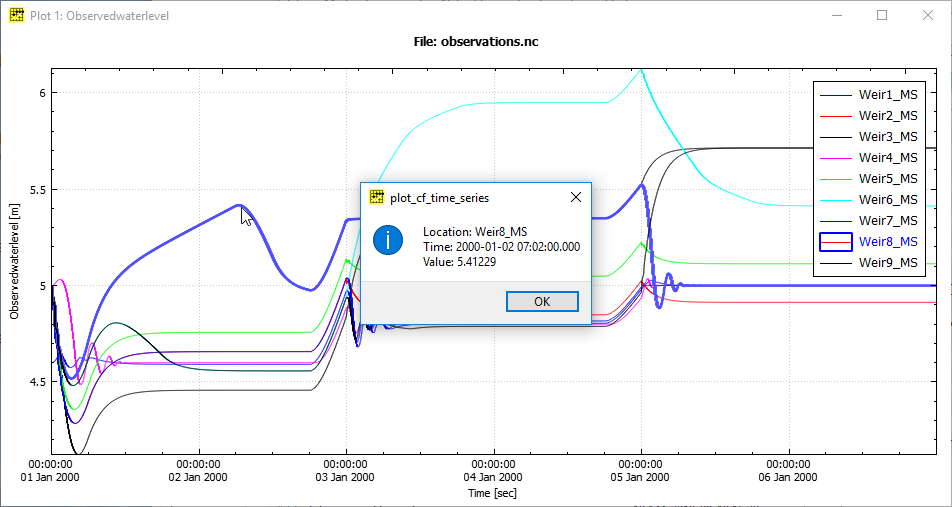 Plot 1: Observedwaterlevel
File: observations.nc
Observedwaterlevel [m]
6
5.5
5
4.5
Weir1_MS
Weir2_MS
Weir3_MS
Weir4_MS
Weir5_MS
Weir6_MS
Weir7_MS
Weir8_MS
Weir9_MS
plot_cf_time_series
Location: Weir8_MS
Time: 2000-01-02 07:02:00.000
Value: 5.41229
OK
00:00:00 00:00:00 00:00:00 00:00:00 00:00:00 00:00:00
01 Jan 2000 02 Jan 2000 03 Jan 2000 04 Jan 2000 05 Jan 2000 06 Jan 2000
Time [sec]